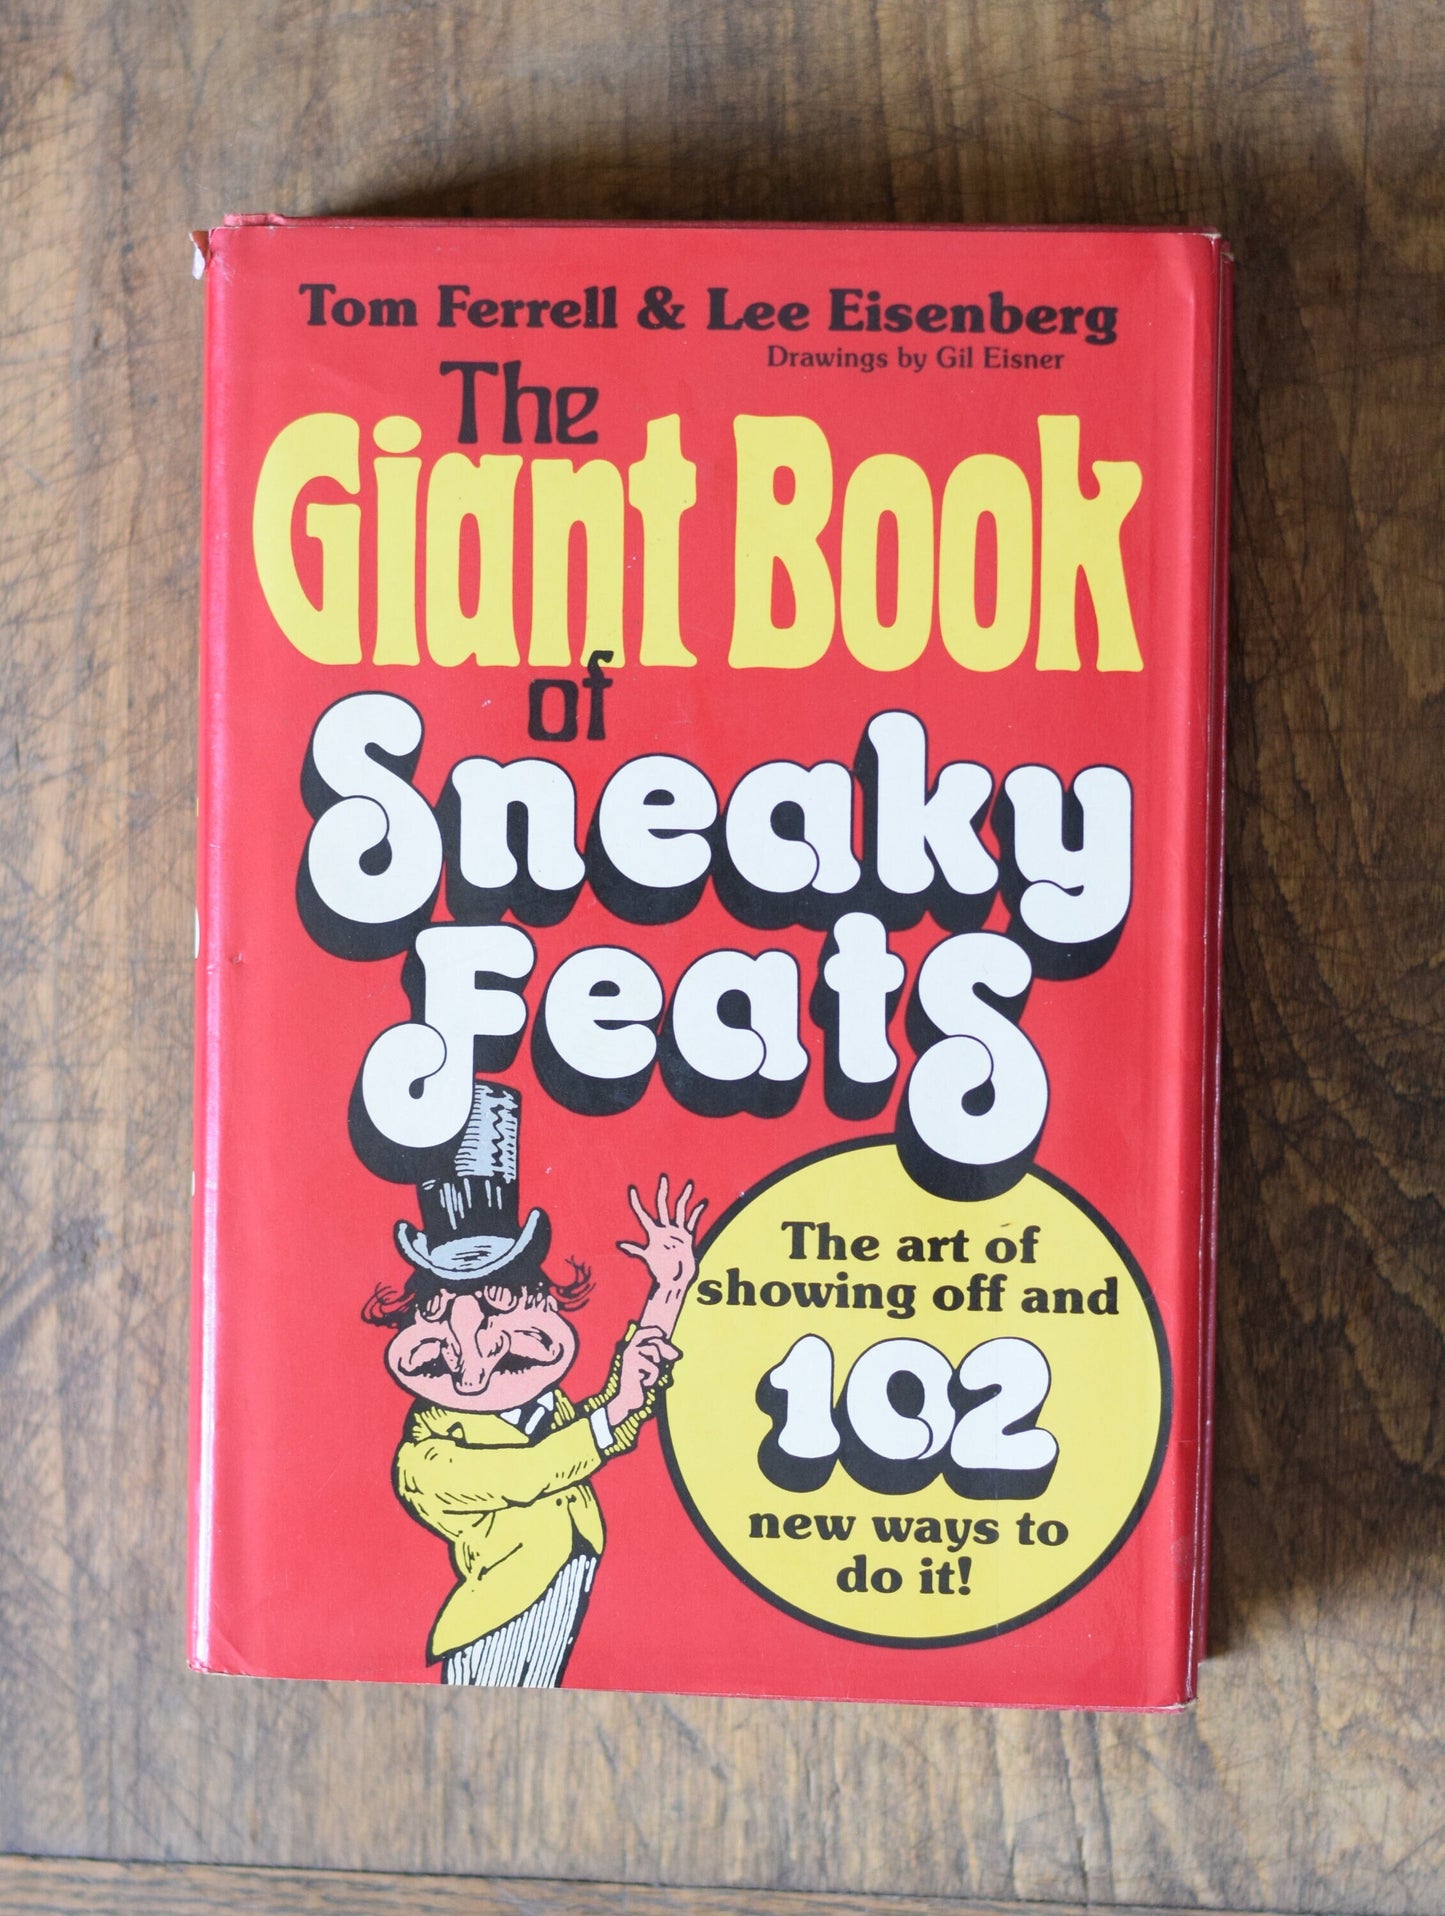 Tom Ferrell & Lee Eisenberg
Drawings by Gil Eisner
The
Giant Book
of
Sneaky
Feats
The art of
showing off and
102
new ways to
do it!